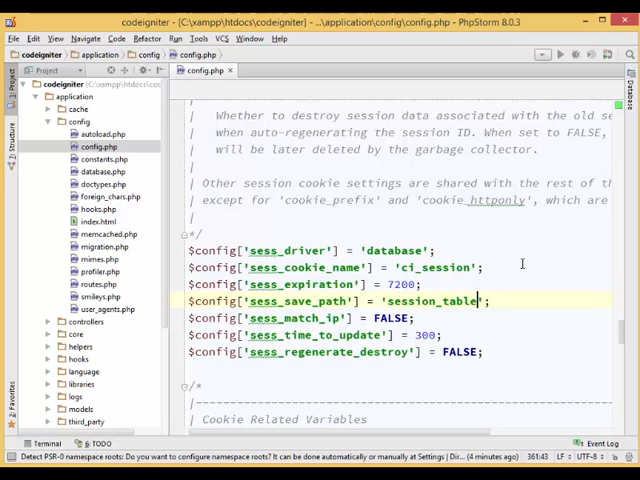 codeigniter - [C:\xampp\htdocs\codeigniter] - ...\application\config\config.php - PhpStorm 8.0.3
File Edit View Navigate Code Refactor Run Tools VCS Window Help
codeigniter application config config.php
1: Project
Z: Structure
2: Favorites
Project
codeigniter (C:\xampp\htdocs\co
application
cache
config
autoload.php
config.php
constants.php
database.php
doctypes.php
foreign_chars.php
hooks.php
index.html
memcached.php
migration.php
mimes.php
profiler.php
routes.php
smileys.php
user_agents.php
controllers
core
helpers
hooks
language
libraries
logs
models
third_party
config.php
|
| Whether to destroy session data associated with the old se
| when auto-regenerating the session ID. When set to FALSE,
| will be later deleted by the garbage collector.
|
| Other session cookie settings are shared with the rest of th
| except for 'cookie_prefix' and 'cookie_httponly', which are
|
*/
$config['sess_driver'] = 'database';
$config['sess_cookie_name'] = 'ci_session';
$config['sess_expiration'] = 7200;
$config['sess_save_path'] = 'session_table';
$config['sess_match_ip'] = FALSE;
$config['sess_time_to_update'] = 300;
$config['sess_regenerate_destroy'] = FALSE;
/*
|--------------------------------------------------------------------------
| Cookie Related Variables
Database
Terminal 6: TODO Event Log
Detect PSR-0 namespace roots: Do you want to configure namespace roots? It can be done automatically or manually at Settings | Dir... (4 minutes ago) 361:43 LF UTF-8